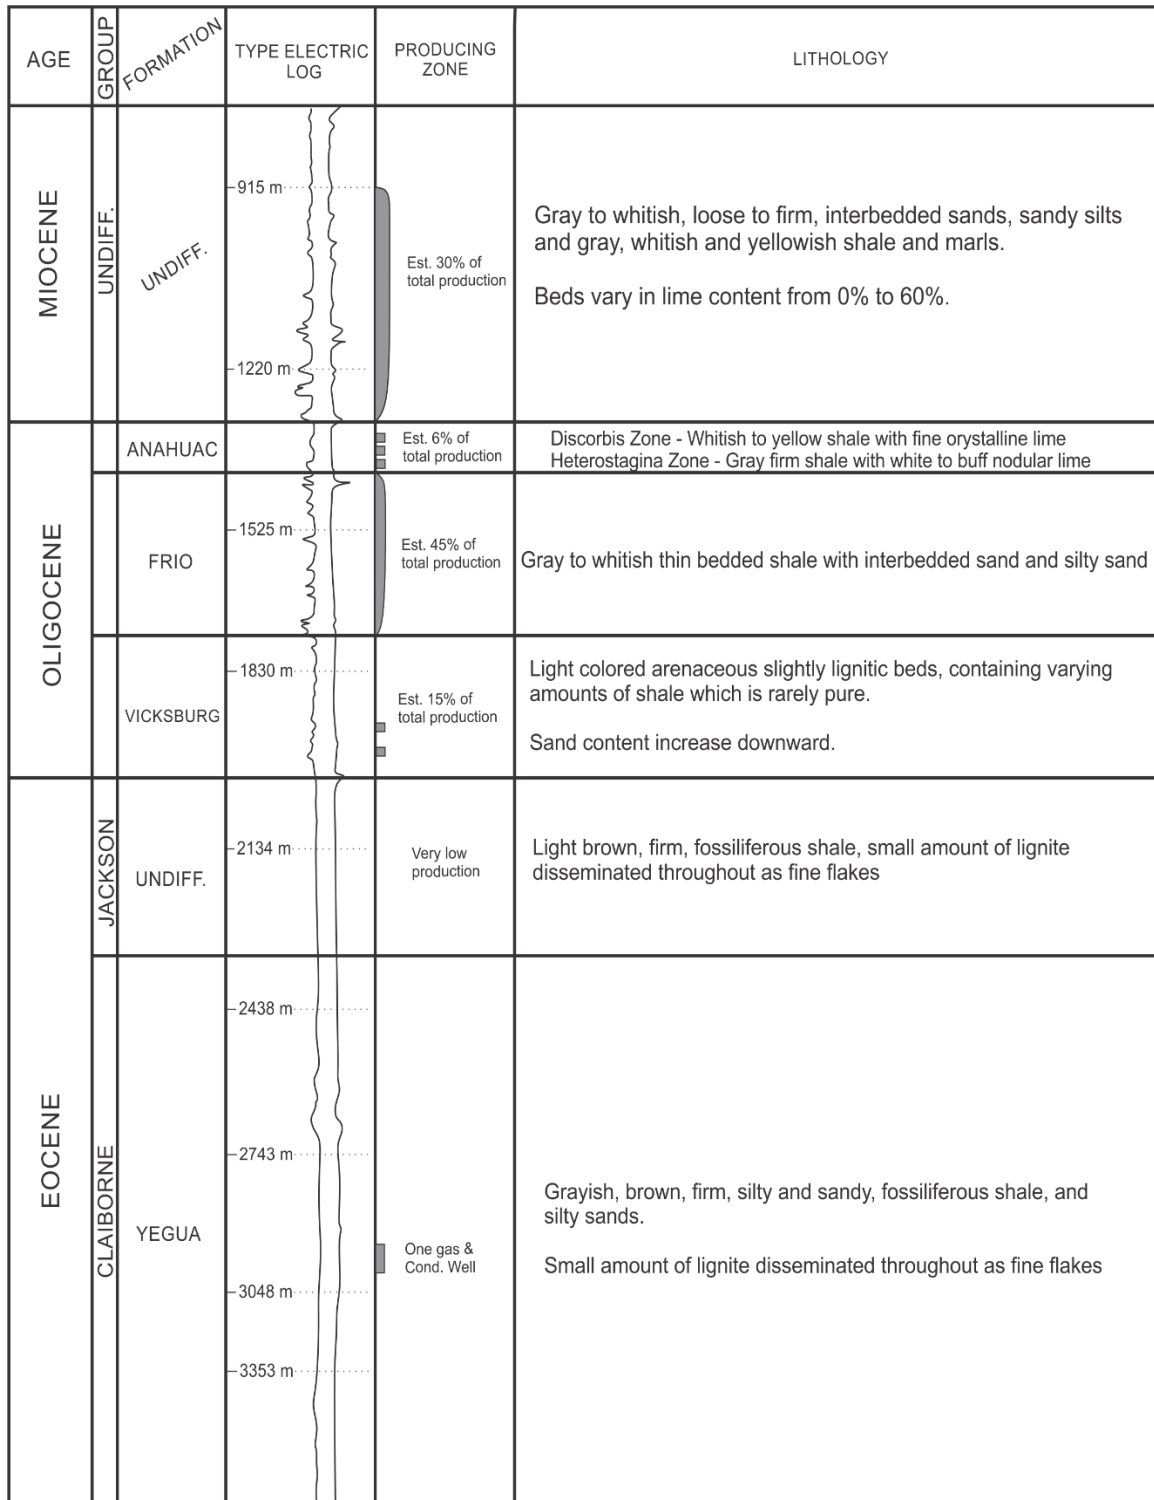 AGE
GROUP
FORMATION
TYPE ELECTRIC
LOG
PRODUCING
ZONE
LITHOLOGY
MIOCENE
UNDIFF.
UNDIFF.
915 m
1220 m
Est. 30% of
total production
Gray to whitish, loose to firm, interbedded sands, sandy silts
and gray, whitish and yellowish shale and marls.
Beds vary in lime content from 0% to 60%.
OLIGOCENE
ANAHUAC
Est. 6% of
total production
Discorbis Zone - Whitish to yellow shale with fine orystalline lime
Heterostagina Zone - Gray firm shale with white to buff nodular lime
FRIO
1525 m
Est. 45% of
total production
Gray to whitish thin bedded shale with interbedded sand and silty sand
VICKSBURG
1830 m
Est. 15% of
total production
Light colored arenaceous slightly lignitic beds, containing varying
amounts of shale which is rarely pure.
Sand content increase downward.
EOCENE
JACKSON
UNDIFF.
2134 m
Very low
production
Light brown, firm, fossiliferous shale, small amount of lignite
disseminated throughout as fine flakes
CLAIBORNE
YEGUA
2438 m
2743 m
3048 m
3353 m
One gas &
Cond. Well
Grayish, brown, firm, silty and sandy, fossiliferous shale, and
silty sands.
Small amount of lignite disseminated throughout as fine flakes